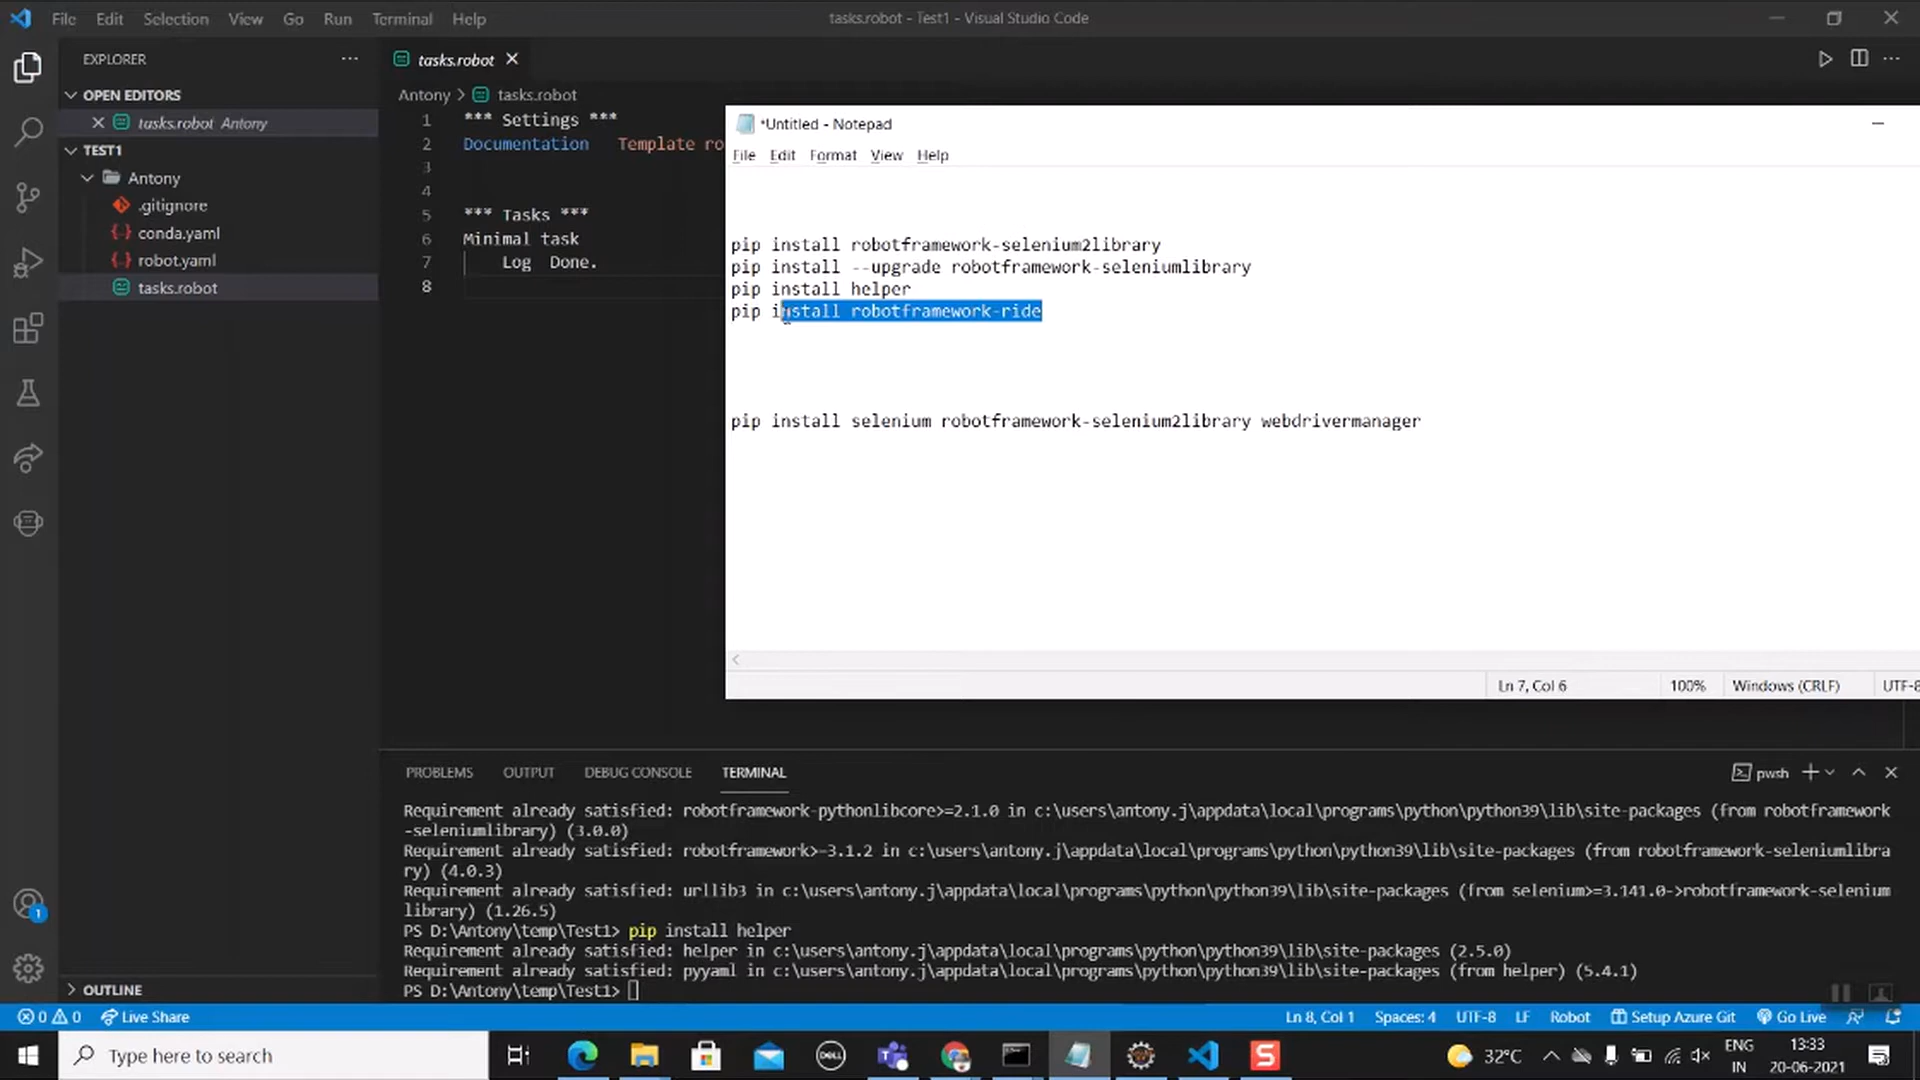 File Edit Selection View Go Run Terminal Help
tasks.robot - Test1 - Visual Studio Code
EXPLORER
OPEN EDITORS
tasks.robot Antony
TEST1
Antony
.gitignore
conda.yaml
robot.yaml
tasks.robot
OUTLINE
tasks.robot
Antony > tasks.robot
1 *** Settings ***
2 Documentation Template ro
3
4
5 *** Tasks ***
6 Minimal task
7 Log Done.
8
*Untitled - Notepad
File Edit Format View Help
pip install robotframework-selenium2library
pip install --upgrade robotframework-seleniumlibrary
pip install helper
pip install robotframework-ride
pip install selenium robotframework-selenium2library webdrivermanager
Ln 7, Col 6 100% Windows (CRLF) UTF-8
PROBLEMS OUTPUT DEBUG CONSOLE TERMINAL
pwsh
Requirement already satisfied: robotframework-pythonlibcore>=2.1.0 in c:\users\antony.j\appdata\local\programs\python\python39\lib\site-packages (from robotframework
-seleniumlibrary) (3.0.0)
Requirement already satisfied: robotframework>=3.1.2 in c:\users\antony.j\appdata\local\programs\python\python39\lib\site-packages (from robotframework-seleniumlibra
ry) (4.0.3)
Requirement already satisfied: urllib3 in c:\users\antony.j\appdata\local\programs\python\python39\lib\site-packages (from selenium>=3.141.0->robotframework-selenium
library) (1.26.5)
PS D:\Antony\temp\Test1> pip install helper
Requirement already satisfied: helper in c:\users\antony.j\appdata\local\programs\python\python39\lib\site-packages (2.5.0)
Requirement already satisfied: pyyaml in c:\users\antony.j\appdata\local\programs\python\python39\lib\site-packages (from helper) (5.4.1)
PS D:\Antony\temp\Test1>
1
0 0 Live Share
Ln 8, Col 1 Spaces: 4 UTF-8 LF Robot Setup Azure Git Go Live
Type here to search
DELL
S
32°C
ENG
IN
13:33
20-06-2021